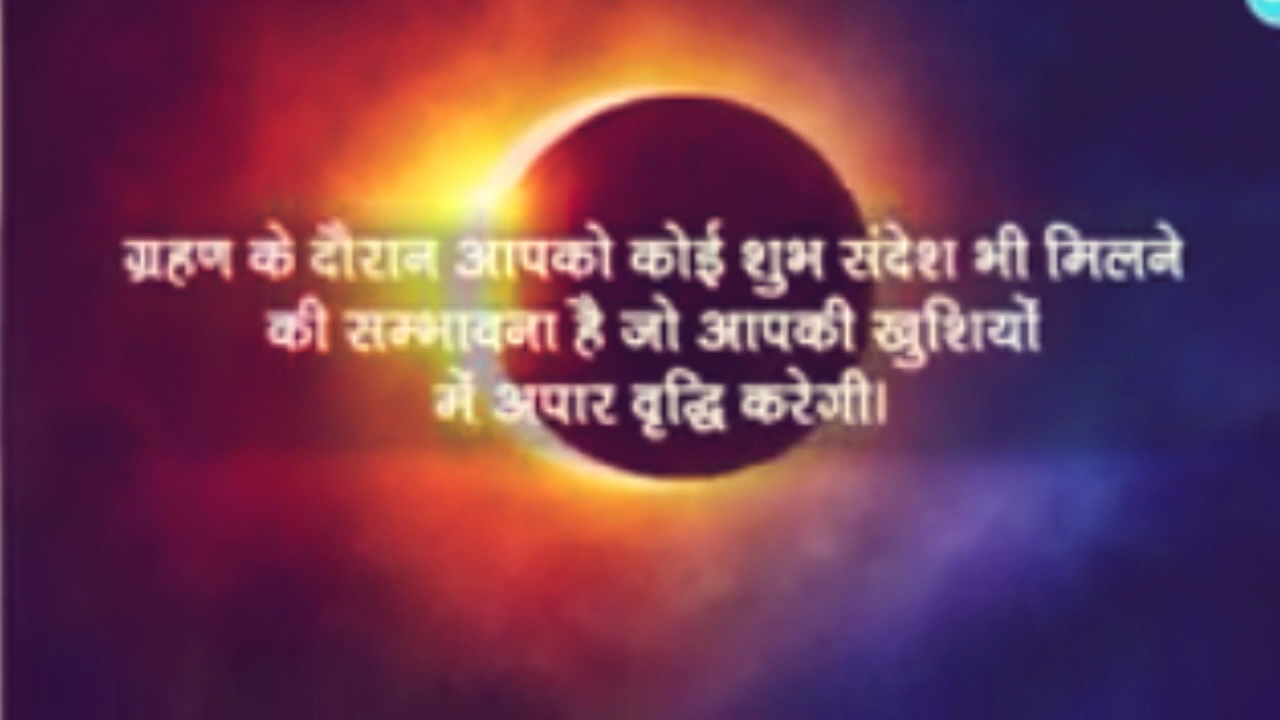 ग्रहण के दौरान आपको कोई शुभ संदेश भी मिलने
की सम्भावना है जो आपकी खुशियों
में अपार वृद्धि करेगी।